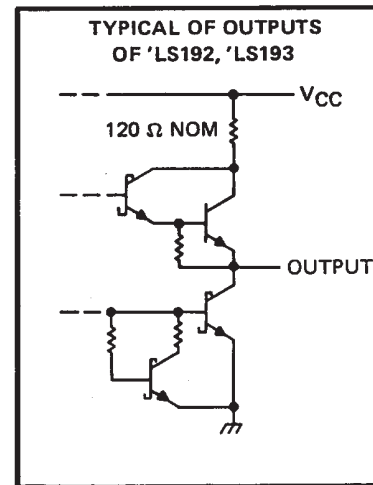 TYPICAL OF OUTPUTS
OF 'LS192, 'LS193
VCC
120 Ω NOM
OUTPUT